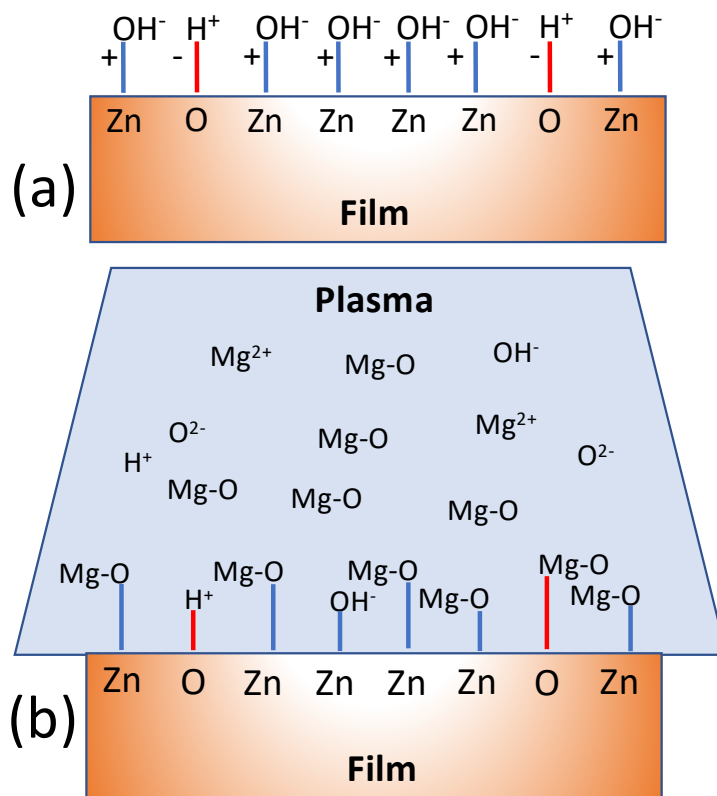 OH- H+ OH- OH- OH- OH- H+ OH-
+ - + + + + - +
Zn O Zn Zn Zn Zn O Zn
(a)
Film
Plasma
Mg2+ Mg-O OH-
O2- Mg-O Mg2+
H+ O2-
Mg-O Mg-O Mg-O
Mg-O Mg-O Mg-O Mg-O
H+ OH- Mg-O Mg-O
Zn O Zn Zn Zn Zn O Zn
(b)
Film